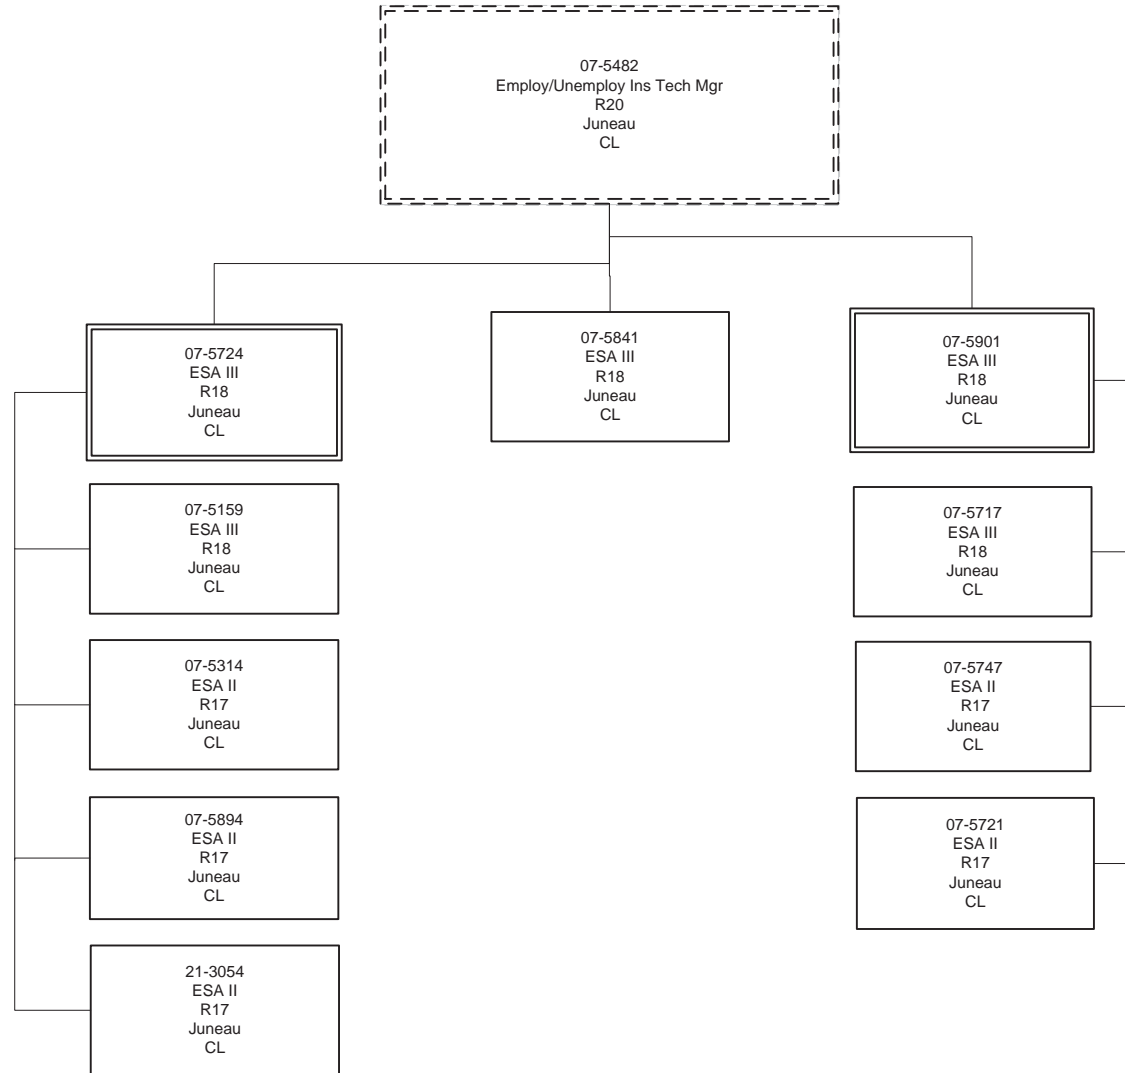 07-5482
Employ/Unemploy Ins Tech Mgr
R20
Juneau
CL
07-5724
ESA III
R18
Juneau
CL
07-5841
ESA III
R18
Juneau
CL
07-5901
ESA III
R18
Juneau
CL
07-5159
ESA III
R18
Juneau
CL
07-5717
ESA III
R18
Juneau
CL
07-5314
ESA II
R17
Juneau
CL
07-5747
ESA II
R17
Juneau
CL
07-5894
ESA II
R17
Juneau
CL
07-5721
ESA II
R17
Juneau
CL
21-3054
ESA II
R17
Juneau
CL